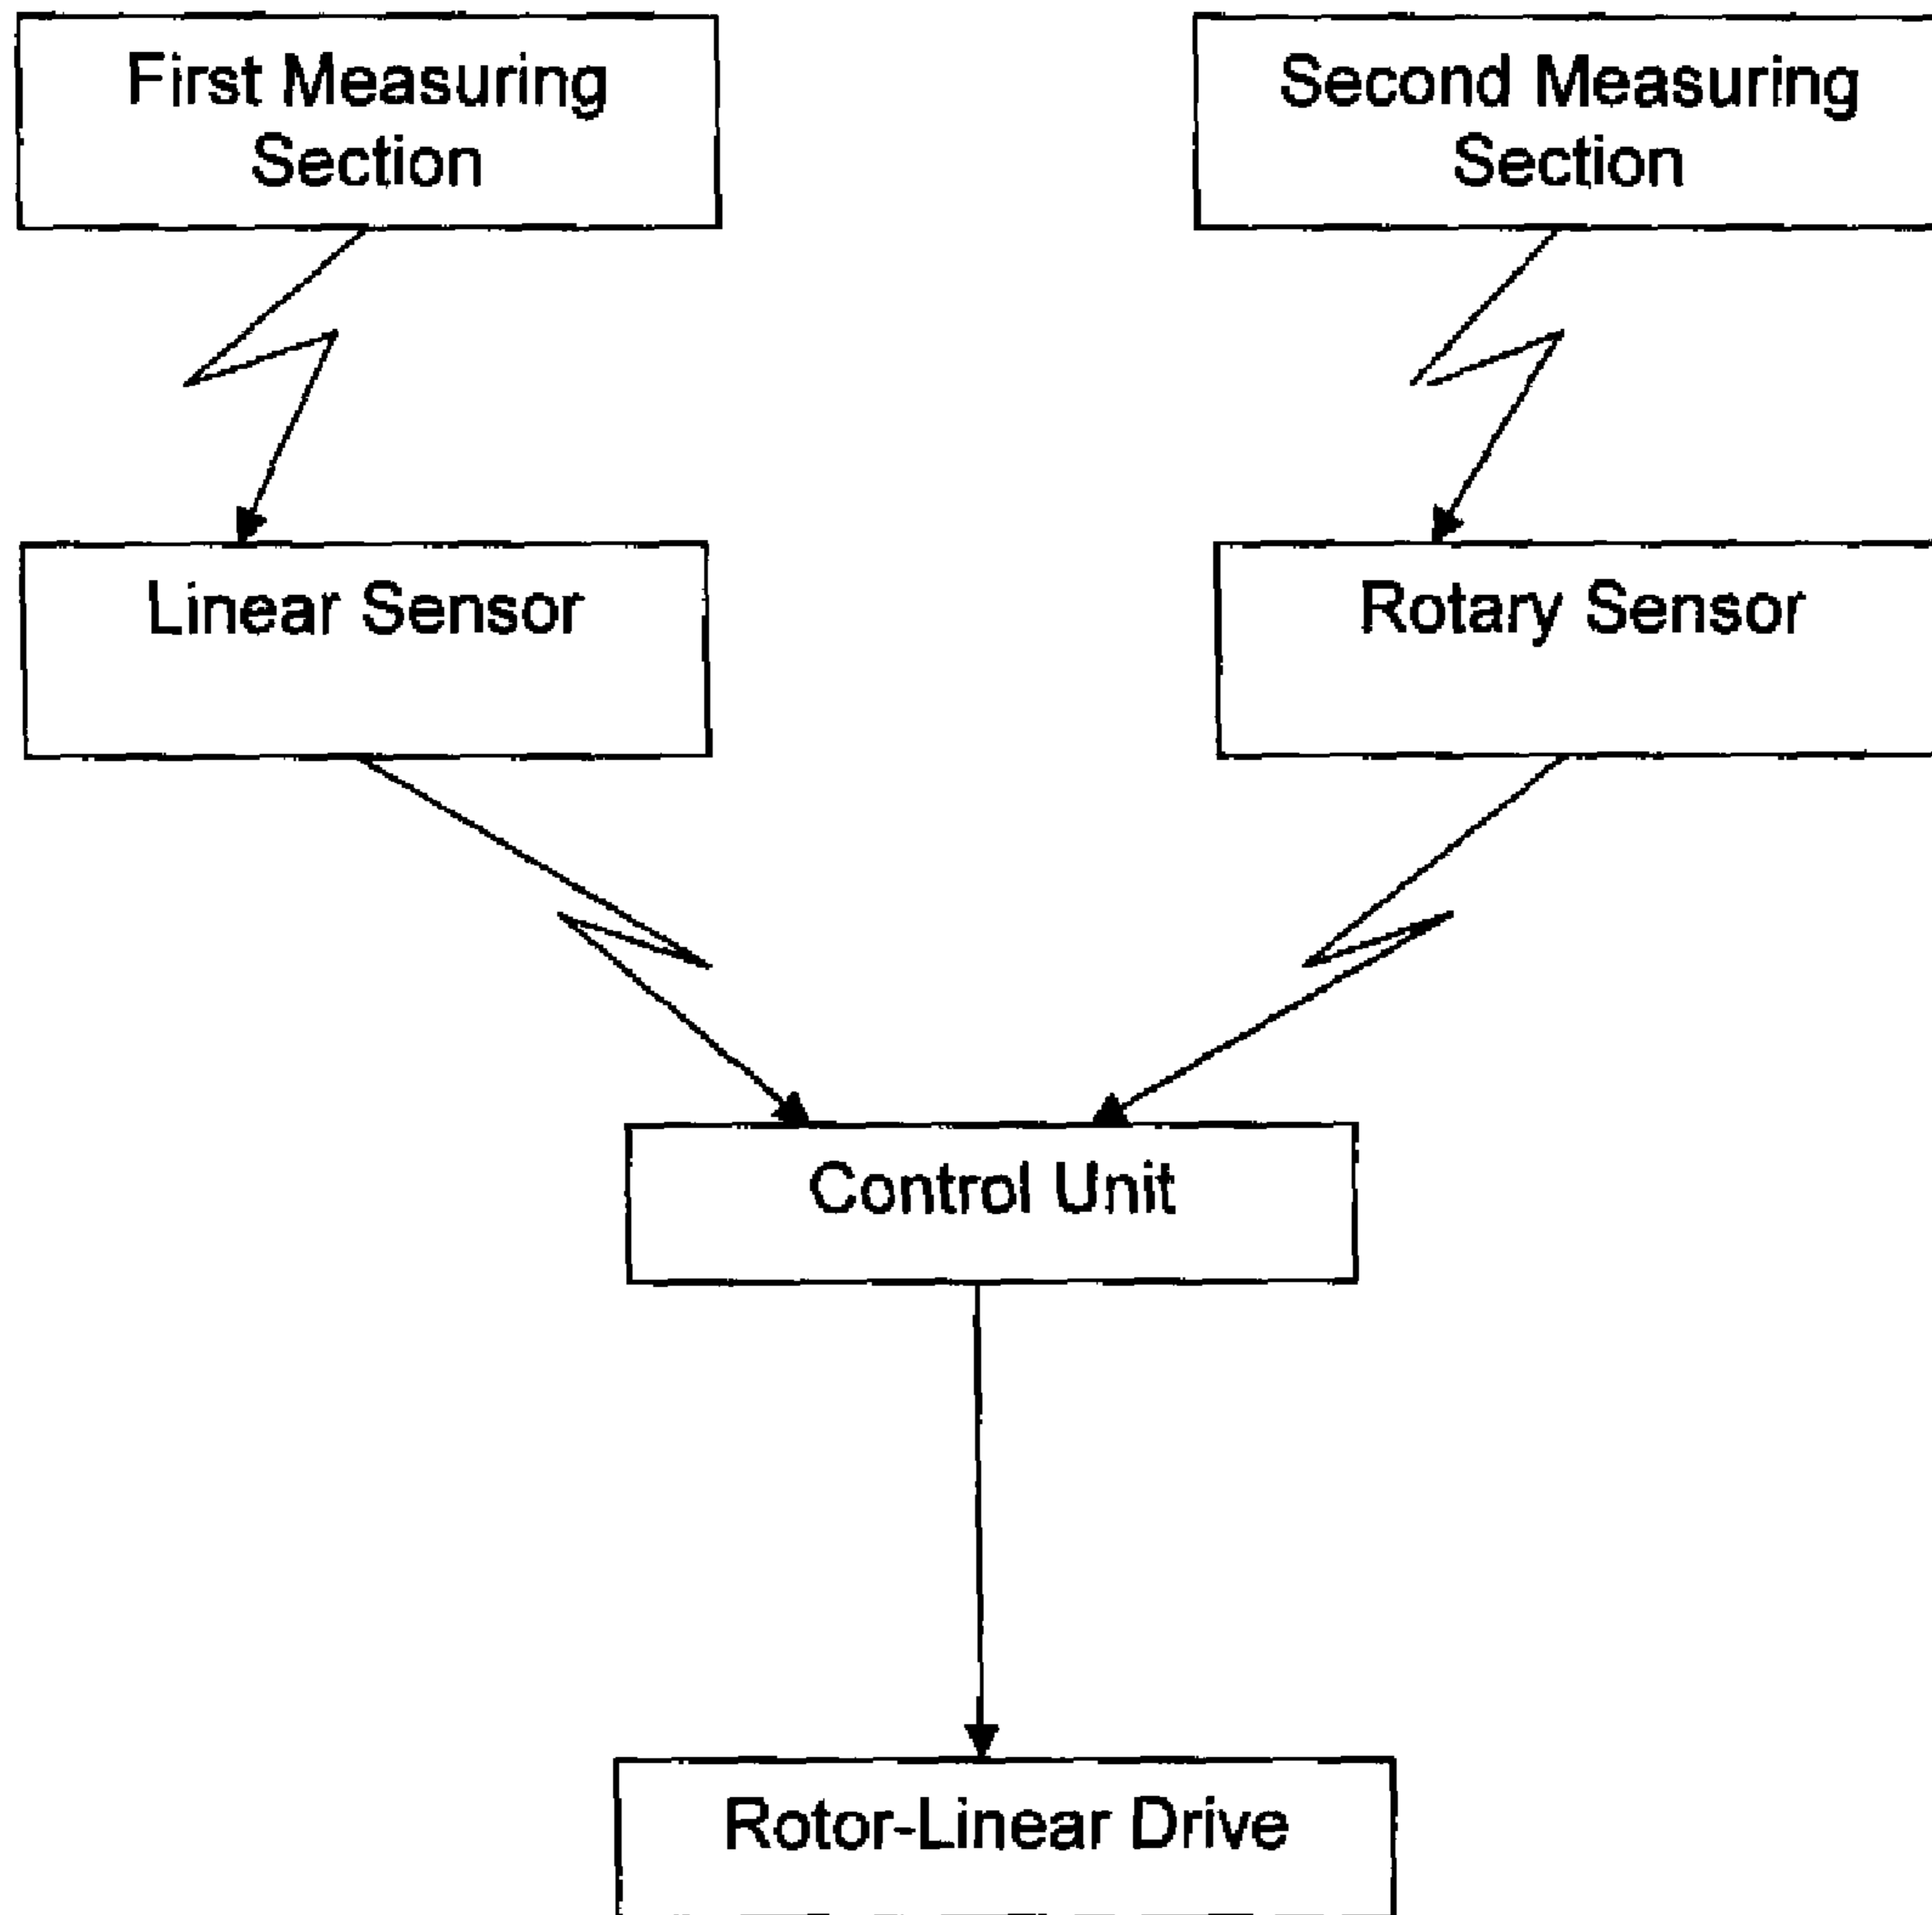 First Measuring
Section
Second Measuring
Section
Linear Sensor
Rotary Sensor
Control Unit
Rotor-Linear Drive